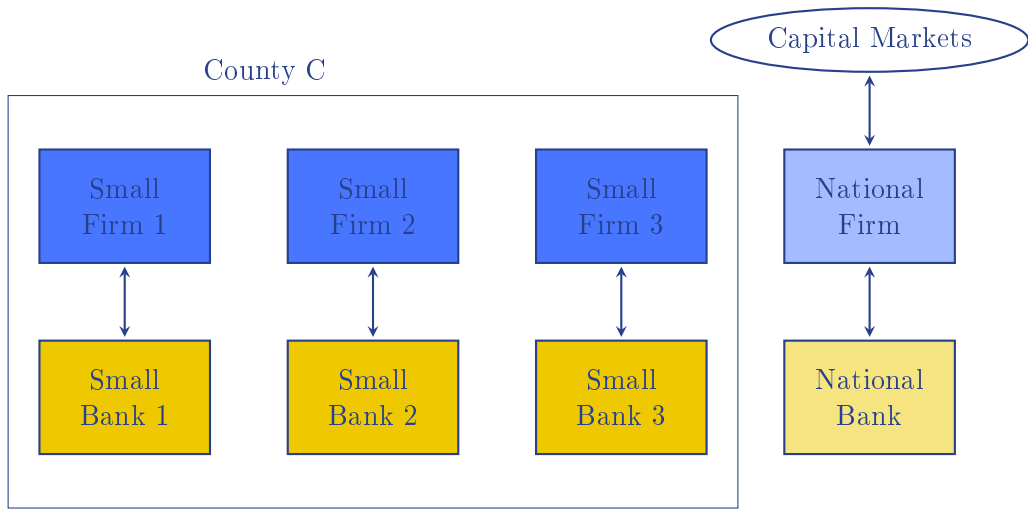 Capital Markets
County C
Small
Firm 1
Small
Firm 2
Small
Firm 3
National
Firm
Small
Bank 1
Small
Bank 2
Small
Bank 3
National
Bank